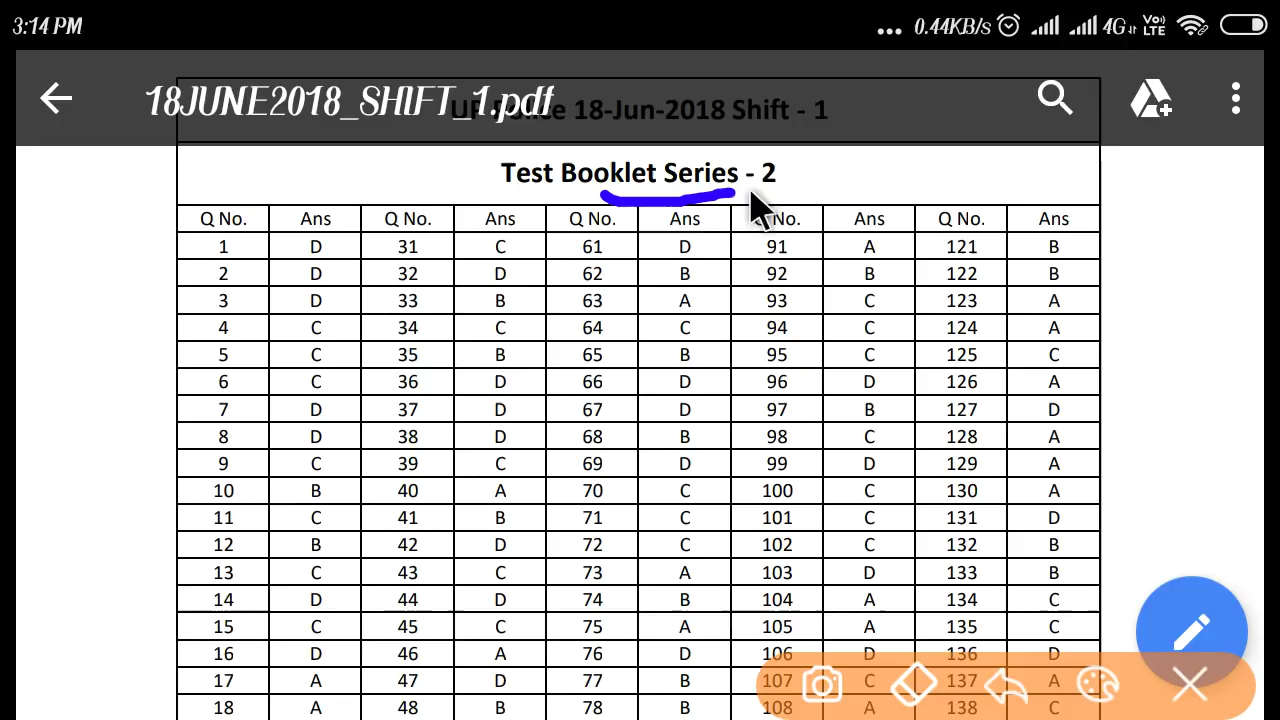 3:14 PM
0.44KB/s 4G Vo) LTE
18JUNE2018_SHIFT_1.pdf
UP Police 18-Jun-2018 Shift - 1
Test Booklet Series - 2
Q No. Ans Q No. Ans Q No. Ans Q No. Ans Q No. Ans
1 D 31 C 61 D 91 A 121 B
2 D 32 D 62 B 92 B 122 B
3 D 33 B 63 A 93 C 123 A
4 C 34 C 64 C 94 C 124 A
5 C 35 B 65 B 95 C 125 C
6 C 36 D 66 D 96 D 126 A
7 D 37 D 67 D 97 B 127 D
8 D 38 D 68 B 98 C 128 A
9 C 39 C 69 D 99 D 129 A
10 B 40 A 70 C 100 C 130 A
11 C 41 B 71 C 101 C 131 D
12 B 42 D 72 C 102 C 132 B
13 C 43 C 73 A 103 D 133 B
14 D 44 D 74 B 104 A 134 C
15 C 45 C 75 A 105 A 135 C
16 D 46 A 76 D 106 D 136 D
17 A 47 D 77 B 107 C 137 A
18 A 48 B 78 B 108 A 138 C